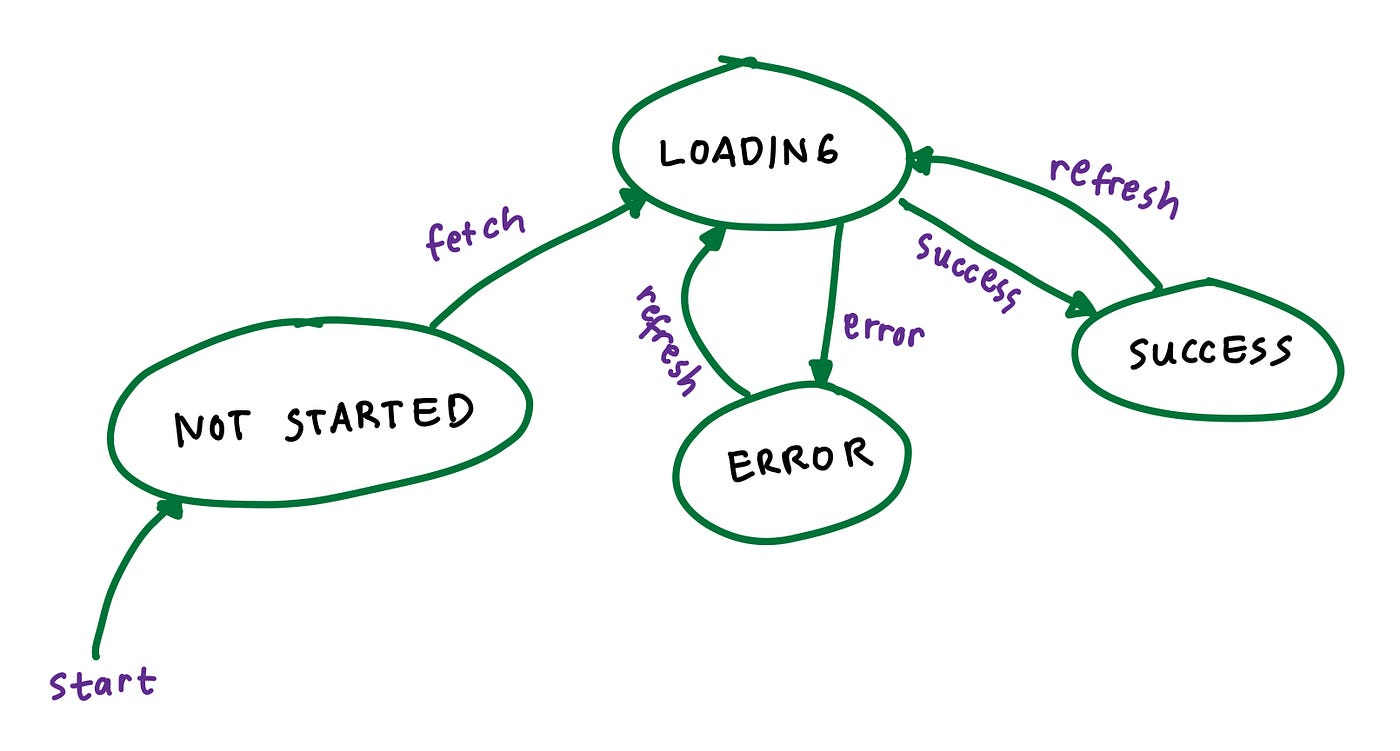 LOADING
refresh
fetch
success
refresh
error
SUCCESS
NOT STARTED
ERROR
start